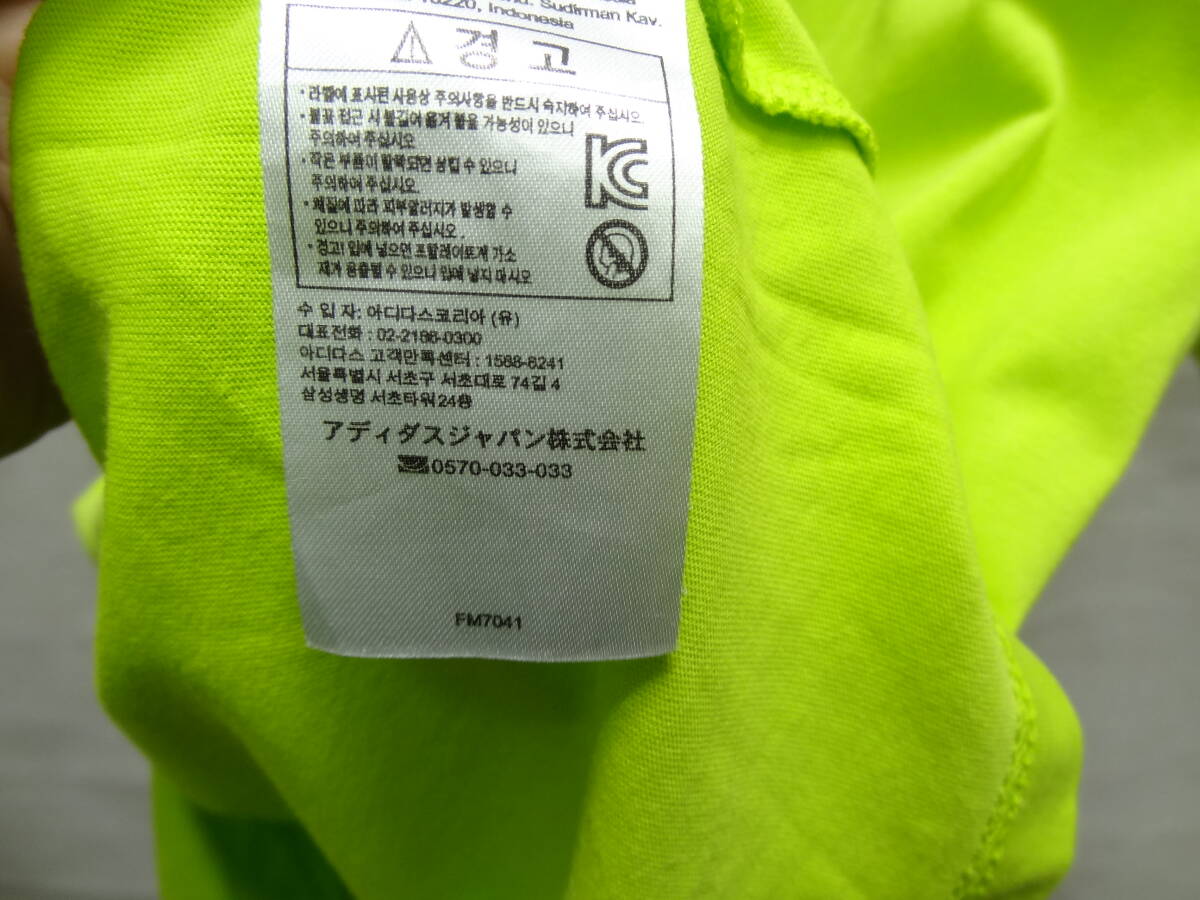 Sudirman Kav.
Indonesia
경고
· 라벨에 표시된 사용상 주의사항을 반드시 숙지하여 주십시오.
· 불꽃 접근 시 불길이 옮겨 붙을 가능성이 있으니
주의하여 주십시오
· 작은 부품이 탈락되면 삼킬 수 있으니
주의하여 주십시오.
· 체질에 따라 피부알러지가 발생할 수
있으니 주의하여 주십시오.
· 경고! 입에 넣으면 프탈레이트계 가소
제가 용출될 수 있으니 입에 넣지 마시오
수 입 자: 아디다스코리아 (유)
대표전화 : 02-2186-0300
아디다스 고객만족센터 : 1588-8241
서울특별시 서초구 서초대로 74길 4
삼성생명 서초타워 24층
アディダスジャパン株式会社
0570-033-033
FM7041